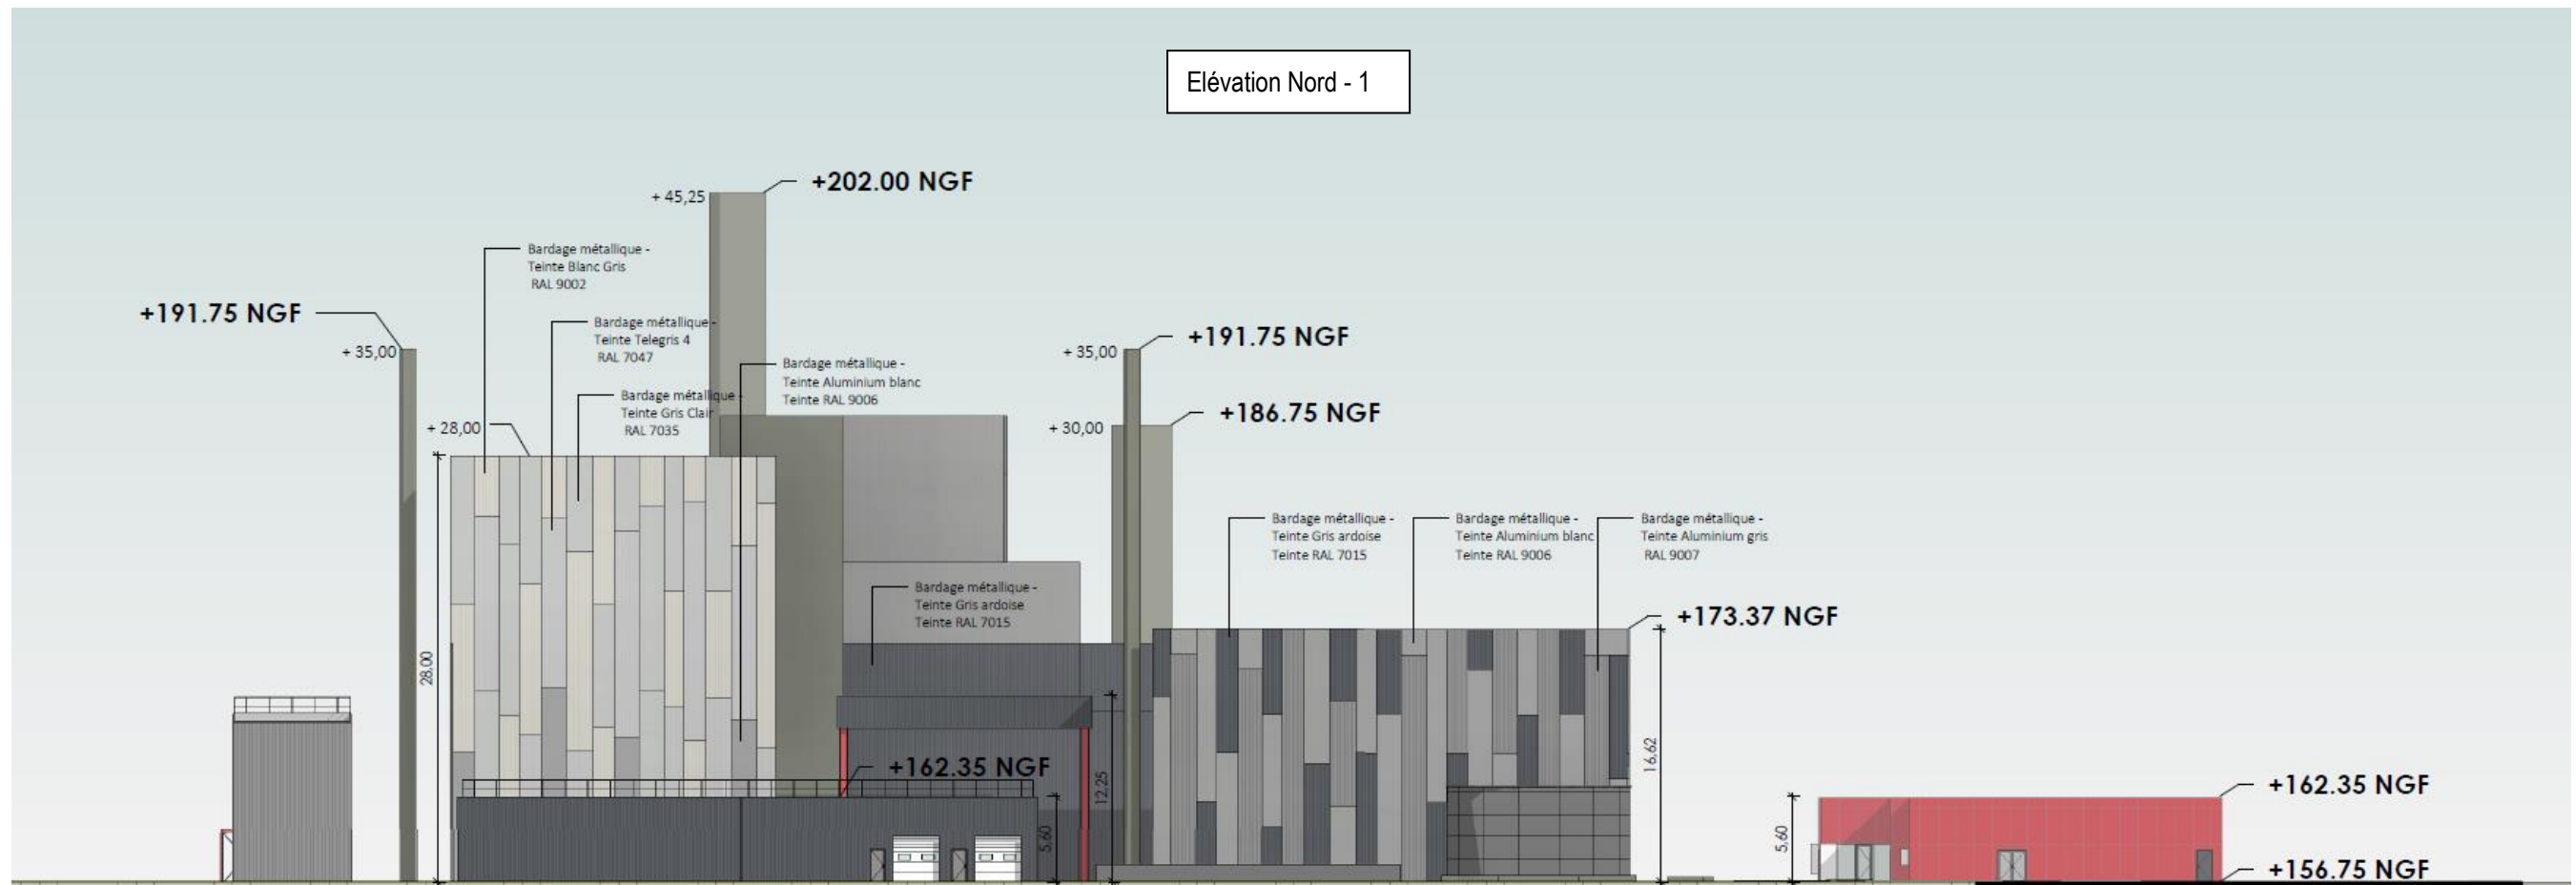 Elévation Nord - 1
+202.00 NGF
+ 45,25
Bardage métallique -
Teinte Blanc Gris
RAL 9002
+191.75 NGF
+ 35,00
Bardage métallique -
Teinte Telegris 4
RAL 7047
Bardage métallique -
Teinte Aluminium blanc
Teinte RAL 9006
Bardage métallique -
Teinte Gris Clair
RAL 7035
+ 28,00
+191.75 NGF
+ 35,00
+186.75 NGF
+ 30,00
Bardage métallique -
Teinte Gris ardoise
Teinte RAL 7015
Bardage métallique -
Teinte Aluminium blanc
Teinte RAL 9006
Bardage métallique -
Teinte Aluminium gris
RAL 9007
Bardage métallique -
Teinte Gris ardoise
Teinte RAL 7015
+173.37 NGF
28.00
+162.35 NGF
12,25
16,62
5,60
5,60
+162.35 NGF
+156.75 NGF